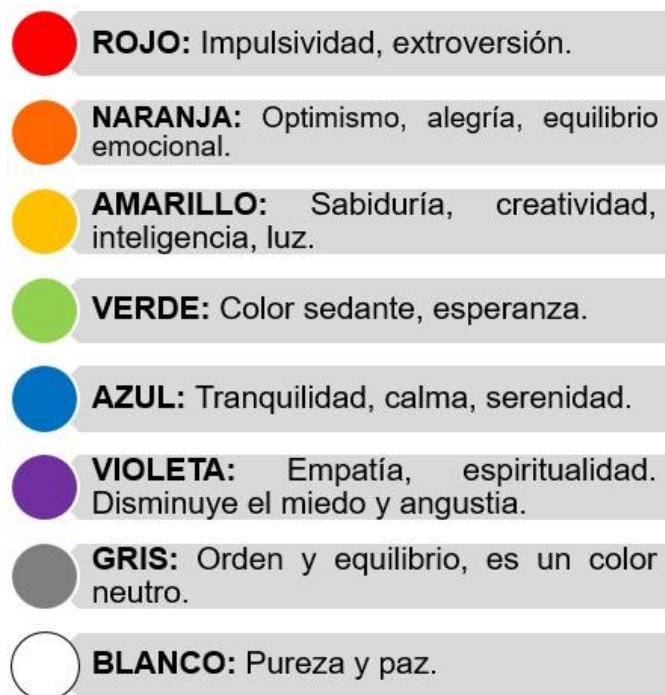 ROJO: Impulsividad, extroversión.
NARANJA: Optimismo, alegría, equilibrio
emocional.
AMARILLO: Sabiduría, creatividad,
inteligencia, luz.
VERDE: Color sedante, esperanza.
AZUL: Tranquilidad, calma, serenidad.
VIOLETA: Empatía, espiritualidad.
Disminuye el miedo y angustia.
GRIS: Orden y equilibrio, es un color
neutro.
BLANCO: Pureza y paz.